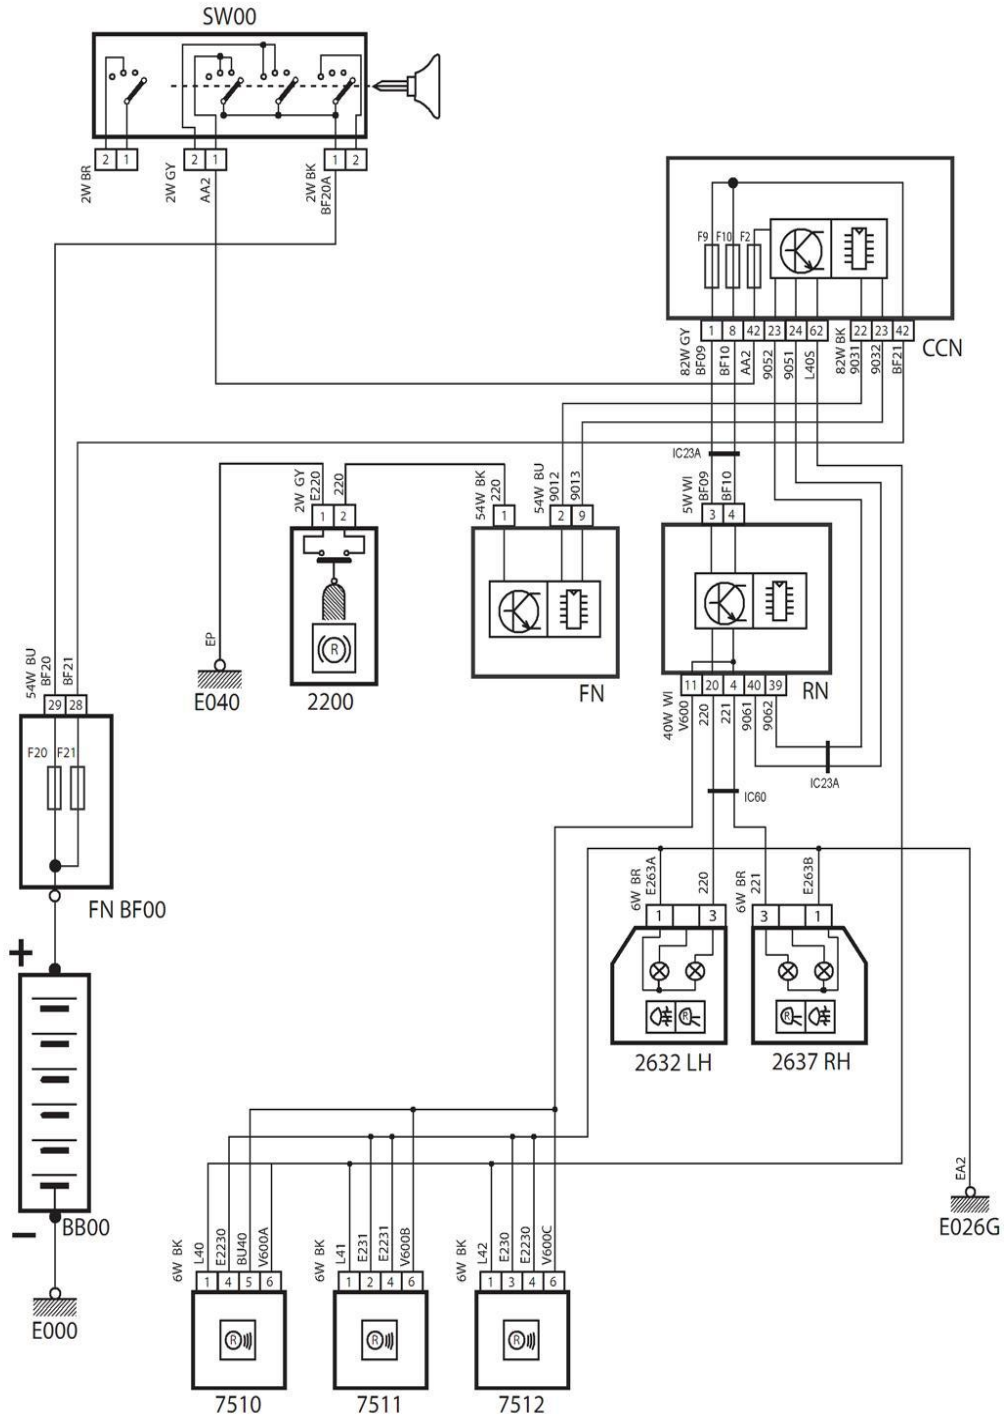 SW00
2 1
2 1
1 2
2W BR
2W GY
AA2
2W BK
BF20A
F9 F10 F2
1 8 42 23 24 62
22 23 42
CCN
82W GY
BF09
BF10
AA2
9052
9051
L40S
82W BK
9031
9032
BF21
IC23A
2W GY
E220
220
54W BK
220
54W BU
9012
9013
5W WI
BF09
BF10
1 2
1
2 9
3 4
R
EP
E040
2200
FN
RN
11 20 4 40 39
40W WI
V600
220
221
9061
9062
IC23A
IC60
54W BU
BF20
BF21
29 28
F20 F21
FN BF00
+
BB00
−
E000
6W BR
E263A
220
6W BR
221
E263B
1 3
3 1
R
R
2632 LH
2637 RH
EA2
E026G
6W BK
L40
E2230
BU40
V600A
6W BK
L41
E231
E2231
V600B
6W BK
L42
E230
E2230
V600C
1 4 5 6
1 2 4 6
1 3 4 6
R
R
R
7510
7511
7512